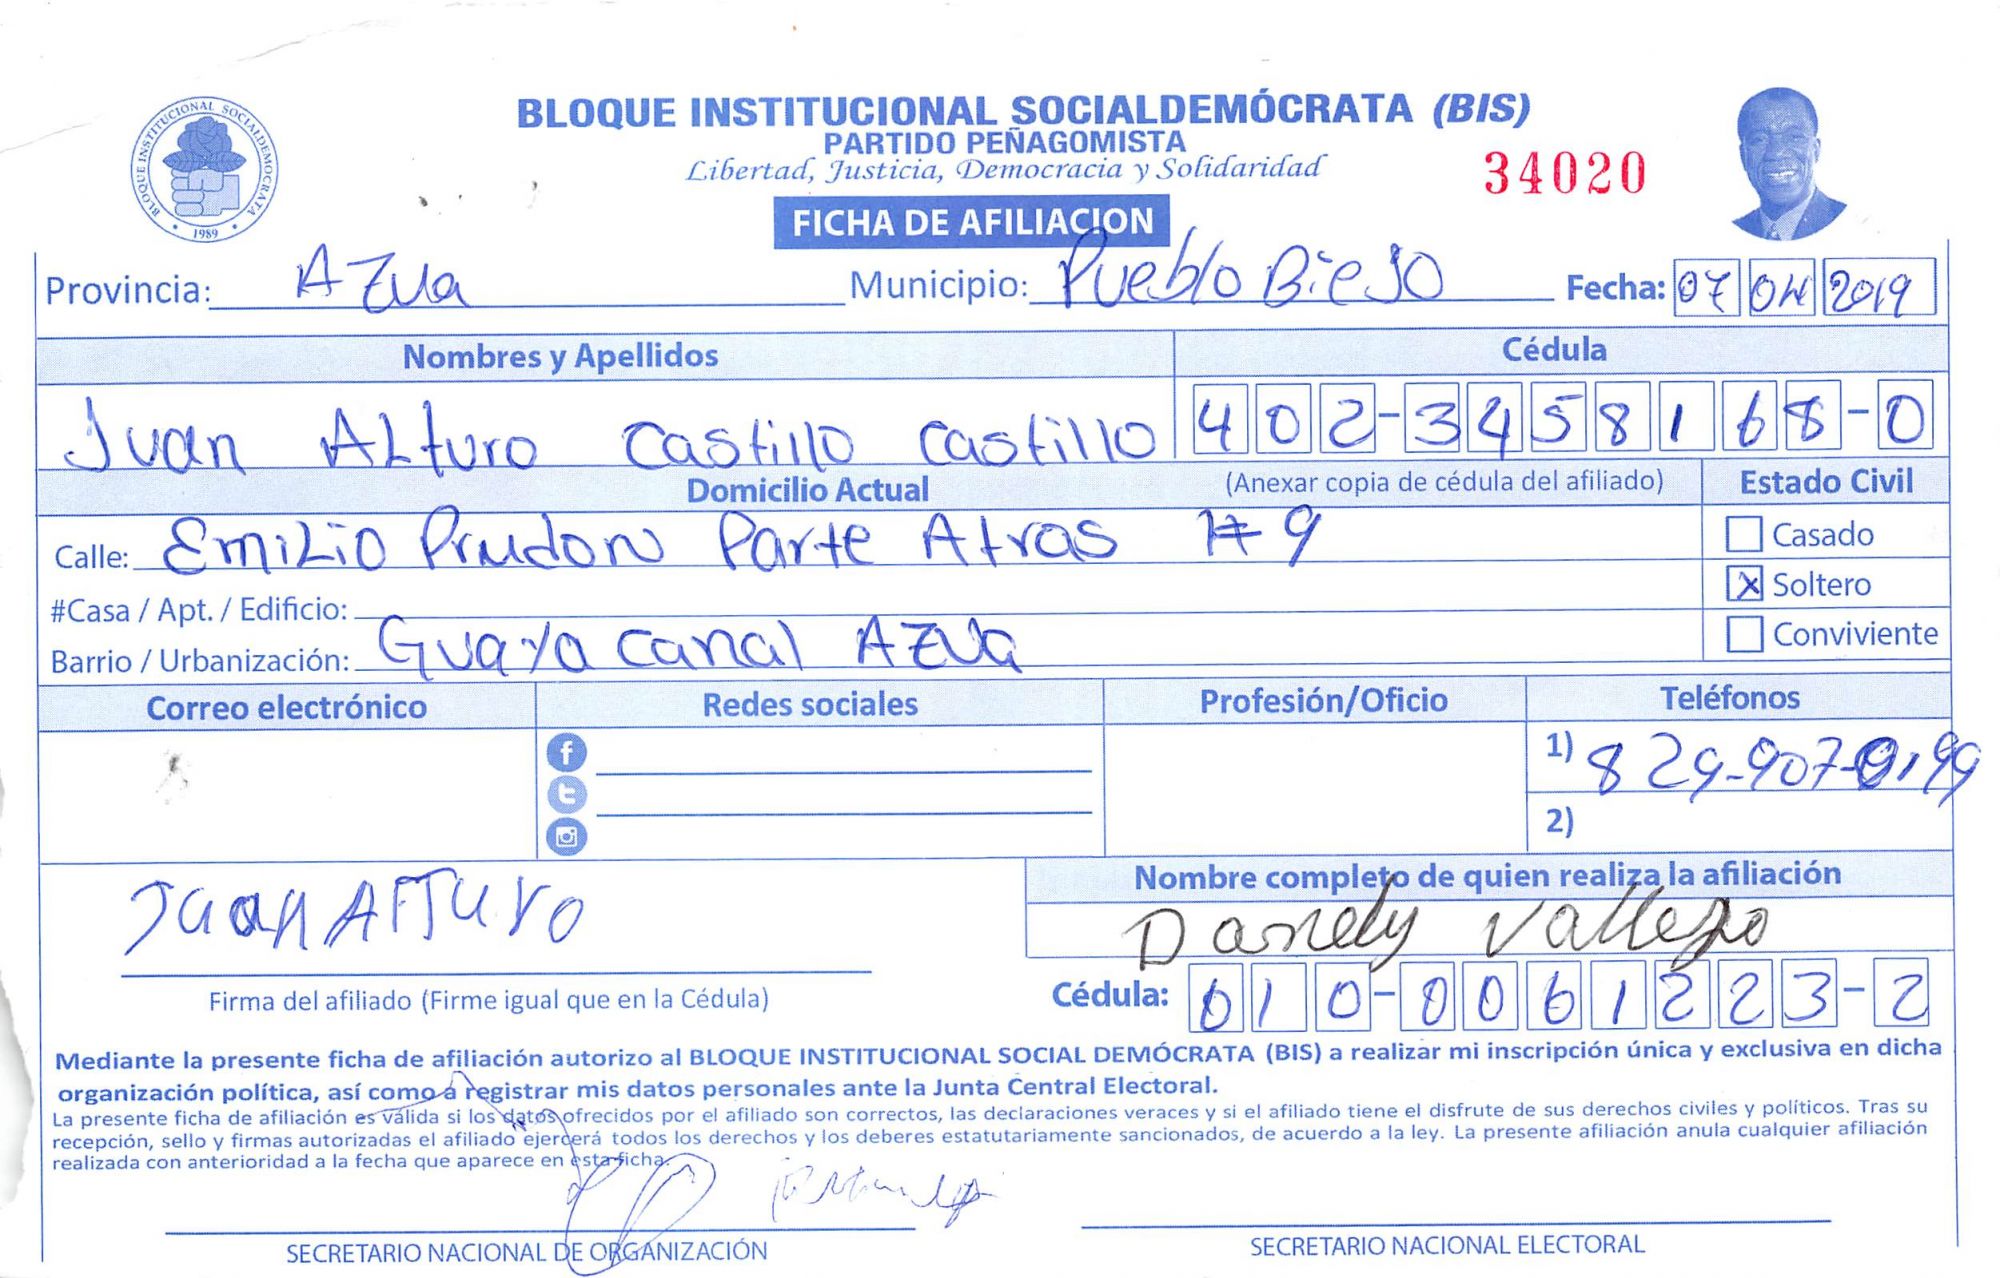 BLOQUE INSTITUCIONAL SOCIALDEMÓCRATA • 1989 •
BLOQUE INSTITUCIONAL SOCIALDEMÓCRATA (BIS)
PARTIDO PEÑAGOMISTA
Libertad, Justicia, Democracia y Solidaridad
34020
FICHA DE AFILIACION
Provincia: AZUa Municipio: Pueblo BieJo Fecha: 07 04 2019
Nombres y Apellidos Cédula
Juan ALturo Castillo Castillo 402-3458168-0
Domicilio Actual (Anexar copia de cédula del afiliado) Estado Civil
Calle: EmiLio Prudon Parte Atras # 9 Casado
#Casa / Apt. / Edificio: X Soltero
Barrio / Urbanización: Guaya canal AZUa Conviviente
Correo electrónico Redes sociales Profesión/Oficio Teléfonos
1) 829-907-0199
2)
Juan ArTuro
Nombre completo de quien realiza la afiliación
Danely Vallejo
Firma del afiliado (Firme igual que en la Cédula) Cédula: 010-0061223-2
Mediante la presente ficha de afiliación autorizo al BLOQUE INSTITUCIONAL SOCIAL DEMÓCRATA (BIS) a realizar mi inscripción única y exclusiva en dicha
organización política, así como a registrar mis datos personales ante la Junta Central Electoral.
La presente ficha de afiliación es válida si los datos ofrecidos por el afiliado son correctos, las declaraciones veraces y si el afiliado tiene el disfrute de sus derechos civiles y políticos. Tras su
recepción, sello y firmas autorizadas el afiliado ejercerá todos los derechos y los deberes estatutariamente sancionados, de acuerdo a la ley. La presente afiliación anula cualquier afiliación
realizada con anterioridad a la fecha que aparece en esta ficha.
SECRETARIO NACIONAL DE ORGANIZACIÓN SECRETARIO NACIONAL ELECTORAL